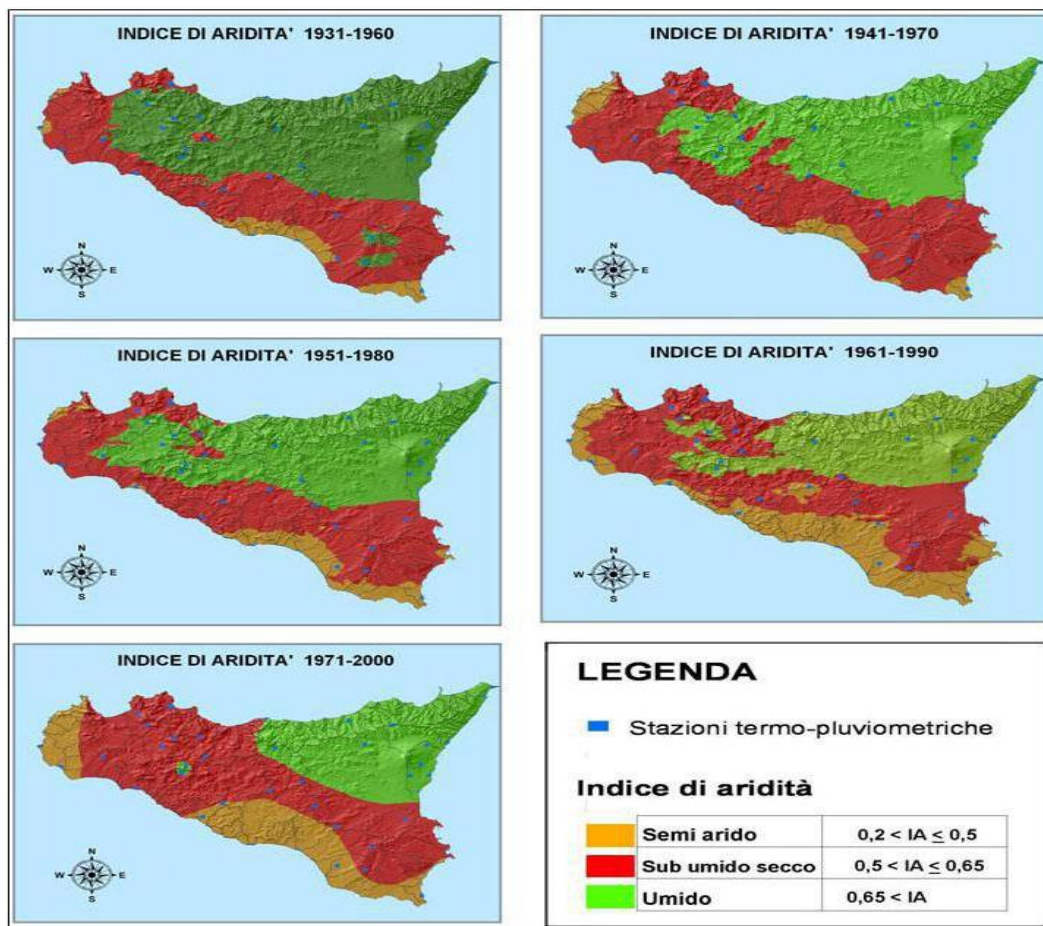 INDICE DI ARIDITA' 1931-1960
N
W E
S
INDICE DI ARIDITA' 1941-1970
N
W E
S
INDICE DI ARIDITA' 1951-1980
N
W E
S
INDICE DI ARIDITA' 1961-1990
N
W E
S
INDICE DI ARIDITA' 1971-2000
N
W E
S
LEGENDA
Stazioni termo-pluviometriche
Indice di aridità
Semi arido 0,2 < IA ≤ 0,5
Sub umido secco 0,5 < IA ≤ 0,65
Umido 0,65 < IA